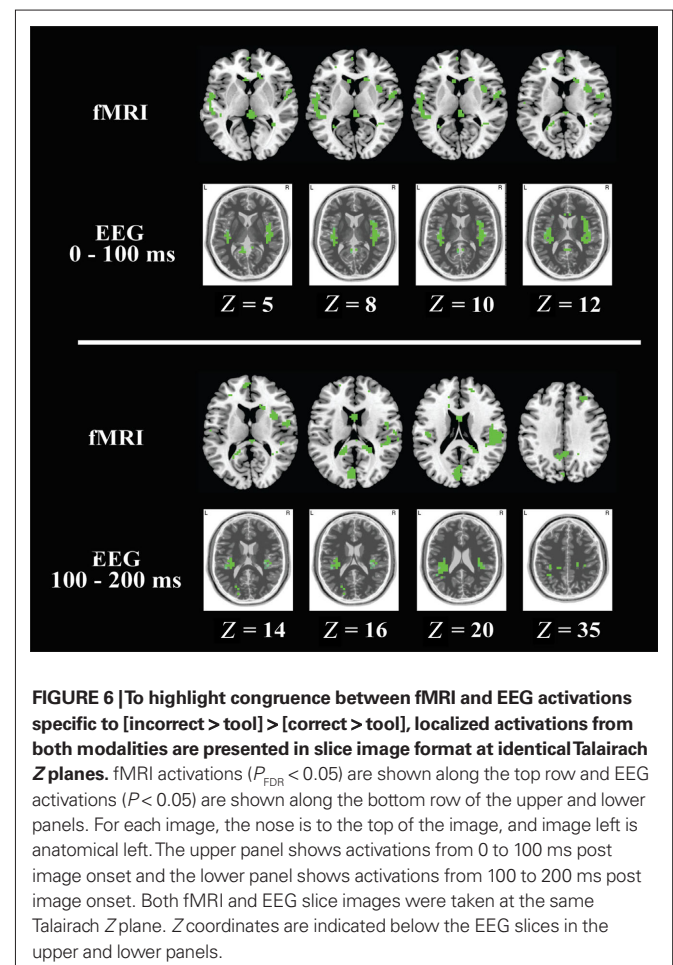 fMRI
L R L R L R L R
EEG
0 - 100 ms
Z = 5 Z = 8 Z = 10 Z = 12
fMRI
L R L R L R L R
EEG
100 - 200 ms
Z = 14 Z = 16 Z = 20 Z = 35
FIGURE 6 | To highlight congruence between fMRI and EEG activations
specific to [incorrect > tool] > [correct > tool], localized activations from
both modalities are presented in slice image format at identical Talairach
Z planes. fMRI activations (P_FDR < 0.05) are shown along the top row and EEG
activations (P < 0.05) are shown along the bottom row of the upper and lower
panels. For each image, the nose is to the top of the image, and image left is
anatomical left. The upper panel shows activations from 0 to 100 ms post
image onset and the lower panel shows activations from 100 to 200 ms post
image onset. Both fMRI and EEG slice images were taken at the same
Talairach Z plane. Z coordinates are indicated below the EEG slices in the
upper and lower panels.